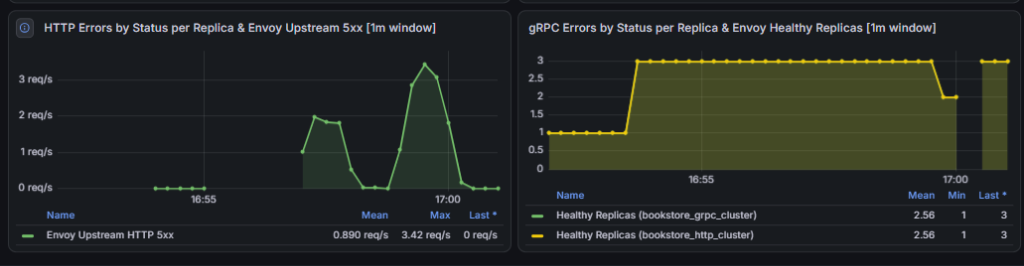 HTTP Errors by Status per Replica & Envoy Upstream 5xx [1m window]
3 req/s
2 req/s
1 req/s
0 req/s
16:55
17:00
Name Mean Max Last *
Envoy Upstream HTTP 5xx 0.890 req/s 3.42 req/s 0 req/s
gRPC Errors by Status per Replica & Envoy Healthy Replicas [1m window]
3
2.5
2
1.5
1
0.5
0
16:55
17:00
Name Mean Min Last *
Healthy Replicas (bookstore_grpc_cluster) 2.56 1 3
Healthy Replicas (bookstore_http_cluster) 2.56 1 3